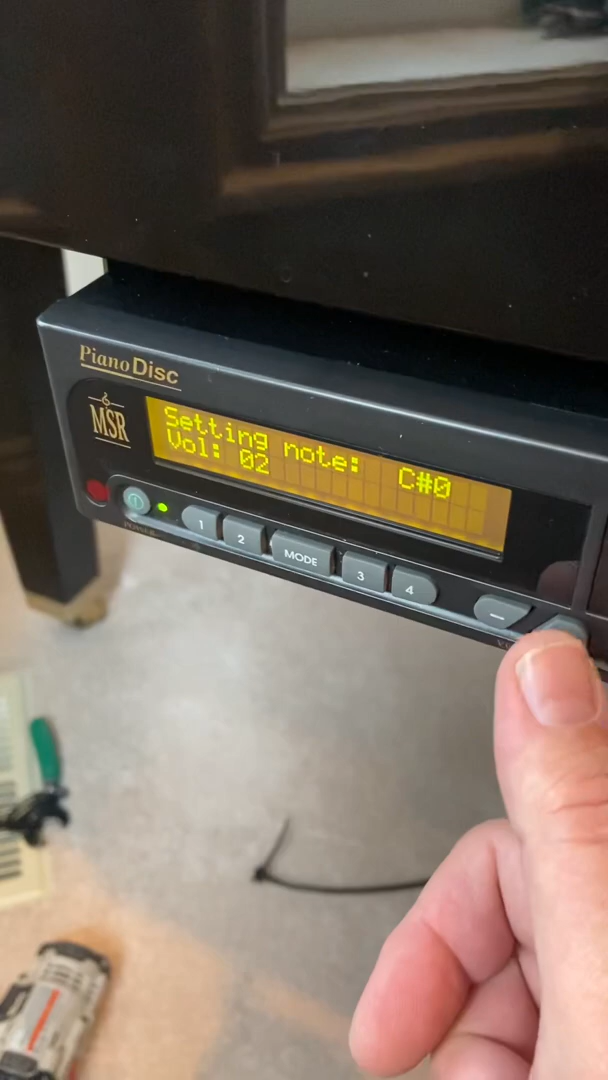 PianoDisc
MSR
Setting note: C#0
Vol: 02
POWER
1
2
MODE
3
4
-